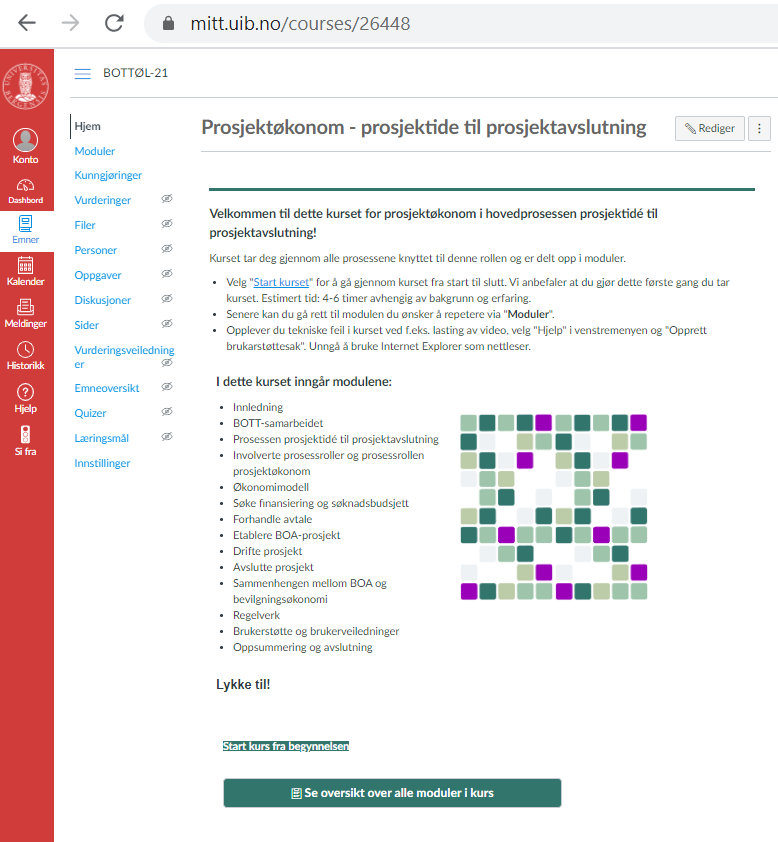 mitt.uib.no/courses/26448
UNIVERSITAS BERGENSIS
Konto
Dashbord
Emner
Kalender
Meldinger
Historikk
Hjelp
Si fra
BOTTØL-21
Hjem
Moduler
Kunngjøringer
Vurderinger
Filer
Personer
Oppgaver
Diskusjoner
Sider
Vurderingsveiledning
er
Emneoversikt
Quizer
Læringsmål
Innstillinger
Prosjektøkonom - prosjektide til prosjektavslutning
Rediger
Velkommen til dette kurset for prosjektøkonom i hovedprosessen prosjektidé til
prosjektavslutning!
Kurset tar deg gjennom alle prosessene knyttet til denne rollen og er delt opp i moduler.
• Velg "Start kurset" for å gå gjennom kurset fra start til slutt. Vi anbefaler at du gjør dette første gang du tar
kurset. Estimert tid: 4-6 timer avhengig av bakgrunn og erfaring.
• Senere kan du gå rett til modulen du ønsker å repetere via "Moduler".
• Opplever du tekniske feil i kurset ved f.eks. lasting av video, velg "Hjelp" i venstremenyen og "Opprett
brukarstøttesak". Unngå å bruke Internet Explorer som nettleser.
I dette kurset inngår modulene:
• Innledning
• BOTT-samarbeidet
• Prosessen prosjektidé til prosjektavslutning
• Involverte prosessroller og prosessrollen
prosjektøkonom
• Økonomimodell
• Søke finansiering og søknadsbudsjett
• Forhandle avtale
• Etablere BOA-prosjekt
• Drifte prosjekt
• Avslutte prosjekt
• Sammenhengen mellom BOA og
bevilgningsøkonomi
• Regelverk
• Brukerstøtte og brukerveiledninger
• Oppsummering og avslutning
Lykke til!
Start kurs fra begynnelsen
Se oversikt over alle moduler i kurs